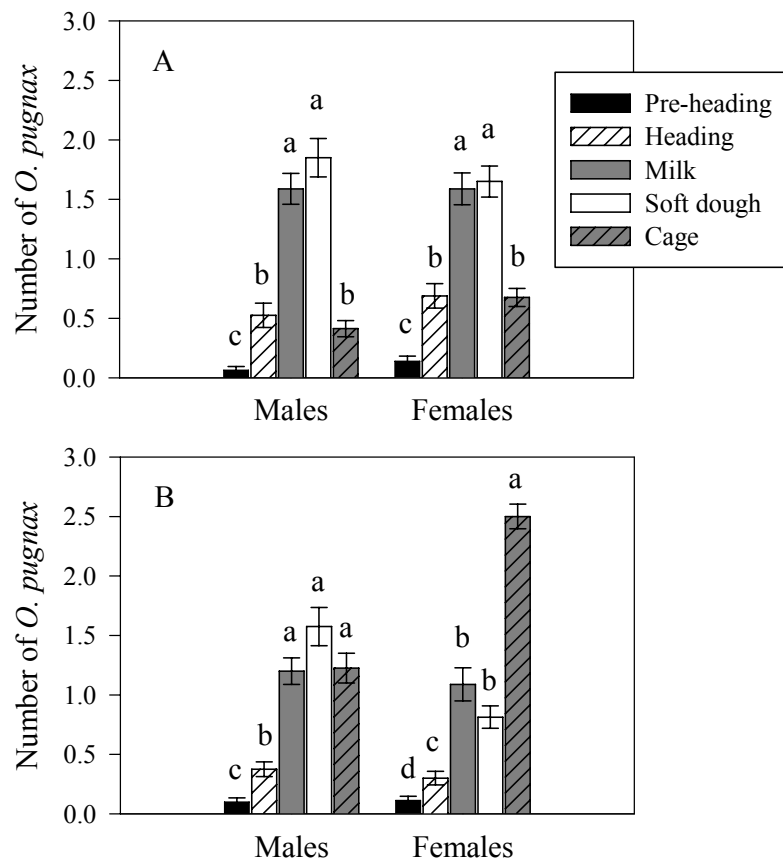 3.0
A
2.5
2.0
1.5
1.0
0.5
0.0
Number of O. pugnax
c b a a b
c b a a b
Males Females
Pre-heading
Heading
Milk
Soft dough
Cage
3.0
B
2.5
2.0
1.5
1.0
0.5
0.0
Number of O. pugnax
c b a a a
d c b b a
Males Females